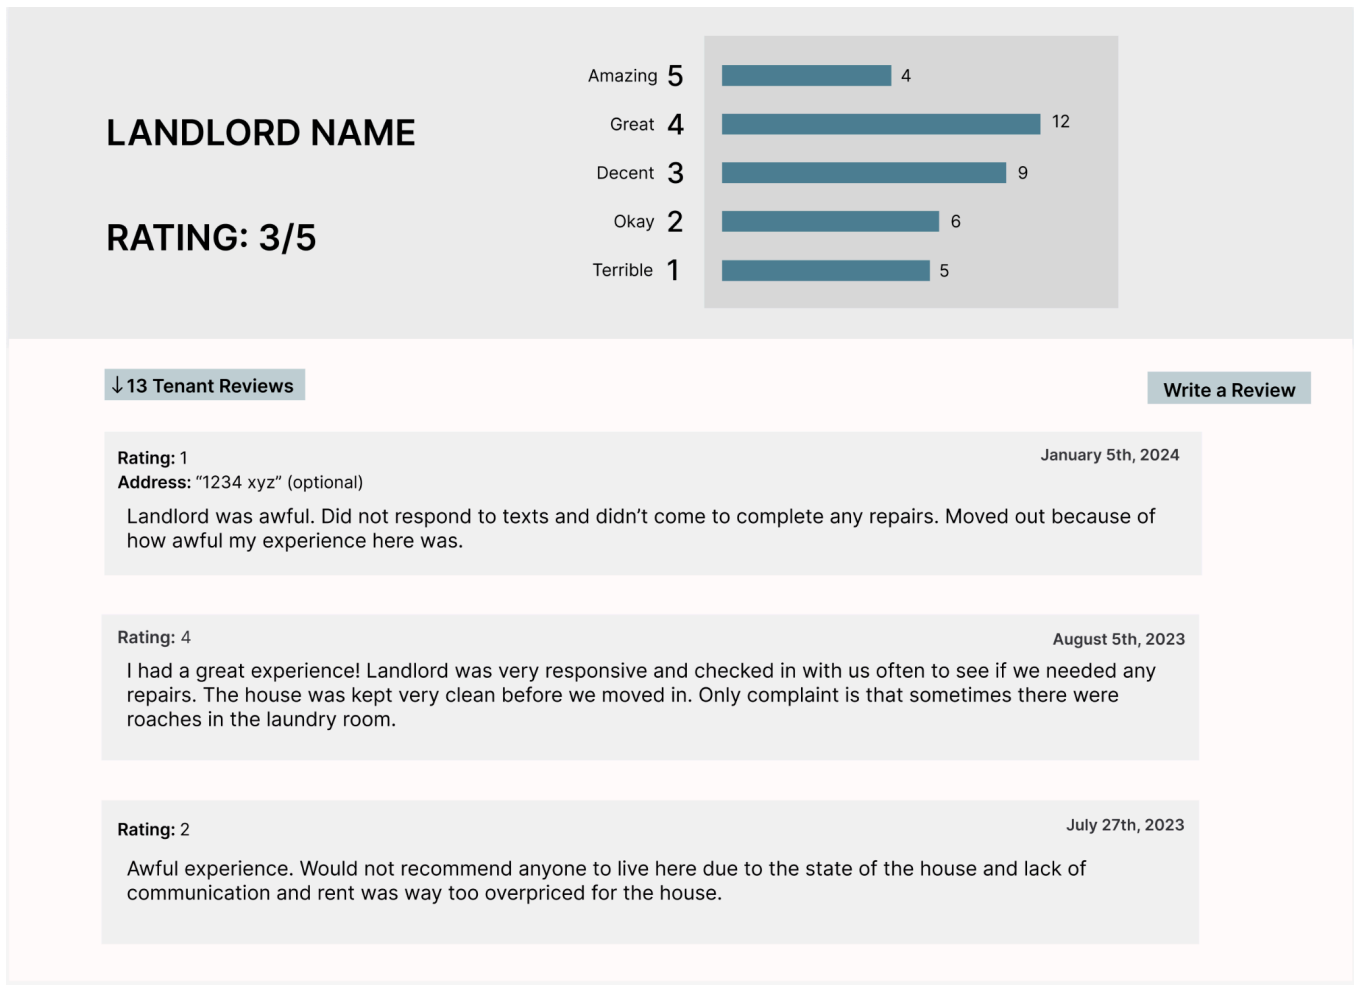 LANDLORD NAME
RATING: 3/5
Amazing 5 4
Great 4 12
Decent 3 9
Okay 2 6
Terrible 1 5
↓13 Tenant Reviews
Write a Review
Rating: 1
January 5th, 2024
Address: “1234 xyz” (optional)
Landlord was awful. Did not respond to texts and didn’t come to complete any repairs. Moved out because of
how awful my experience here was.
Rating: 4
August 5th, 2023
I had a great experience! Landlord was very responsive and checked in with us often to see if we needed any
repairs. The house was kept very clean before we moved in. Only complaint is that sometimes there were
roaches in the laundry room.
Rating: 2
July 27th, 2023
Awful experience. Would not recommend anyone to live here due to the state of the house and lack of
communication and rent was way too overpriced for the house.